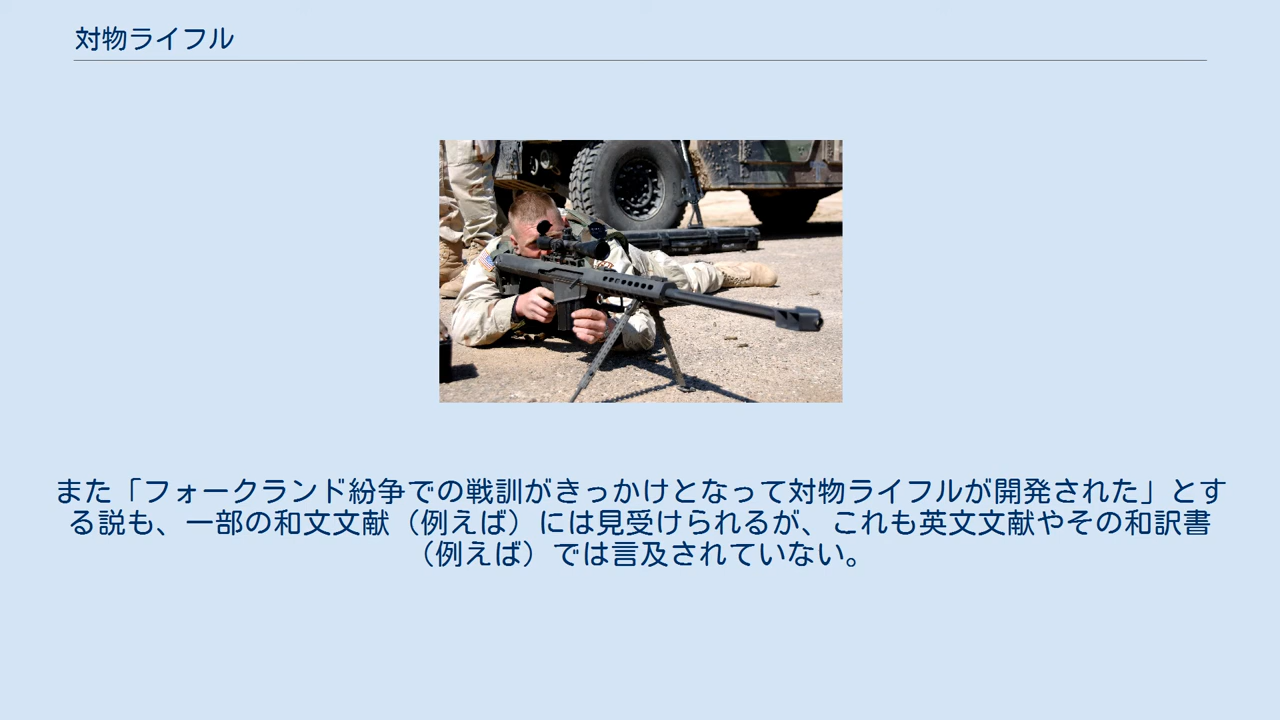 対物ライフル
また「フォークランド紛争での戦訓がきっかけとなって対物ライフルが開発された」とす
る説も、一部の和文文献（例えば）には見受けられるが、これも英文文献やその和訳書
（例えば）では言及されていない。